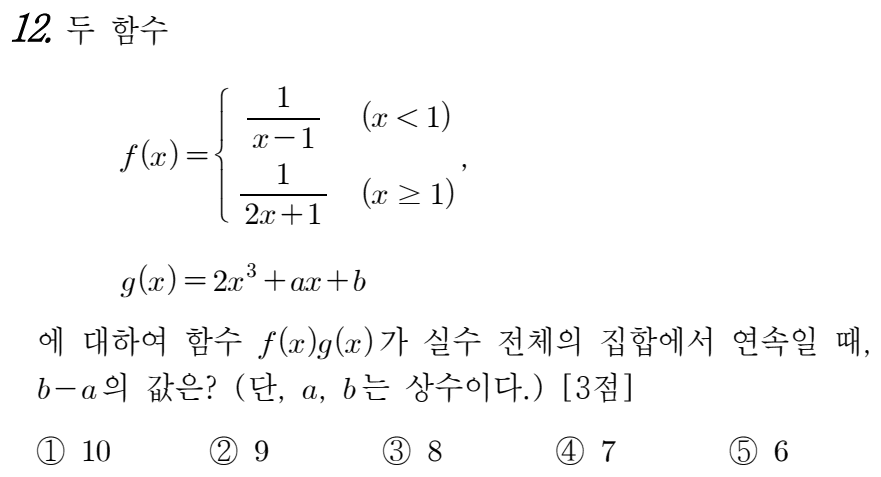 12. 두 함수
f(x) = { 1/(x-1) (x < 1)
1/(2x+1) (x ≥ 1) ,
g(x) = 2x³ + ax + b
에 대하여 함수 f(x)g(x)가 실수 전체의 집합에서 연속일 때,
b-a의 값은? (단, a, b는 상수이다.) [3점]
① 10 ② 9 ③ 8 ④ 7 ⑤ 6